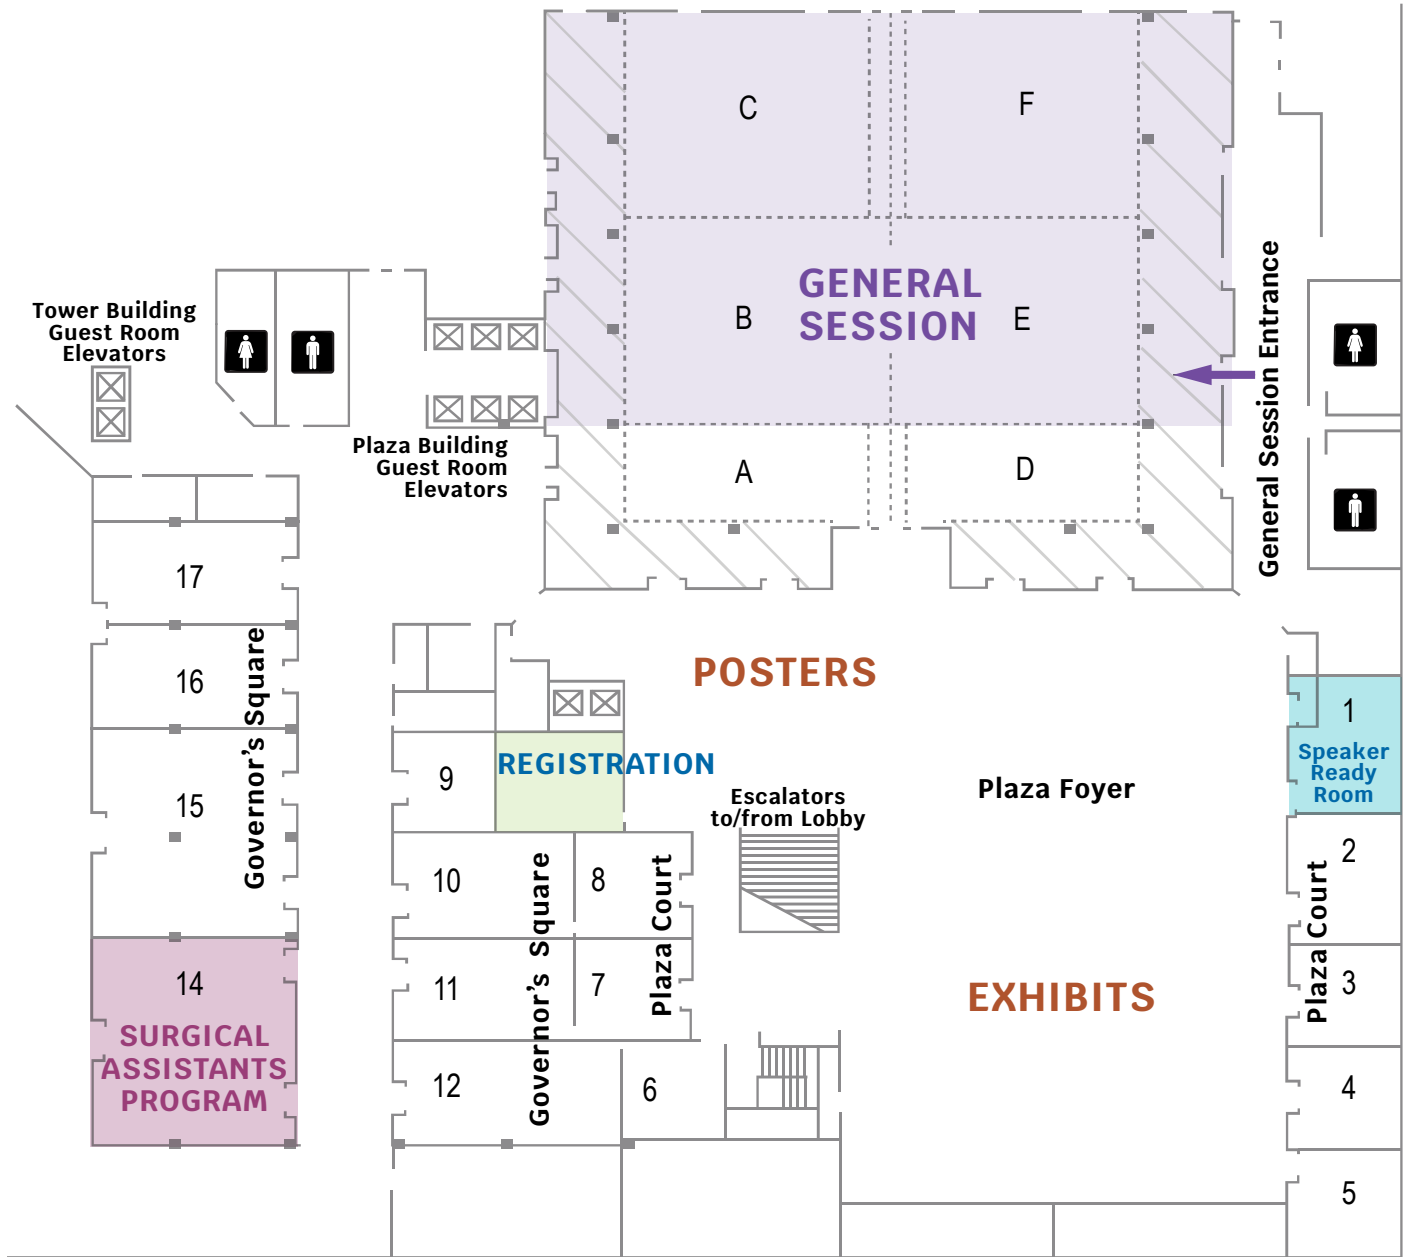 C
F
GENERAL
SESSION
B
E
General Session Entrance
Tower Building
Guest Room
Elevators
Plaza Building
Guest Room
Elevators
A
D
17
16
15
Governor's Square
14
SURGICAL
ASSISTANTS
PROGRAM
POSTERS
REGISTRATION
9
10
11
12
Governor's Square
8
7
6
Plaza Court
Escalators
to/from Lobby
Plaza Foyer
EXHIBITS
1
Speaker
Ready
Room
2
3
4
5
Plaza Court